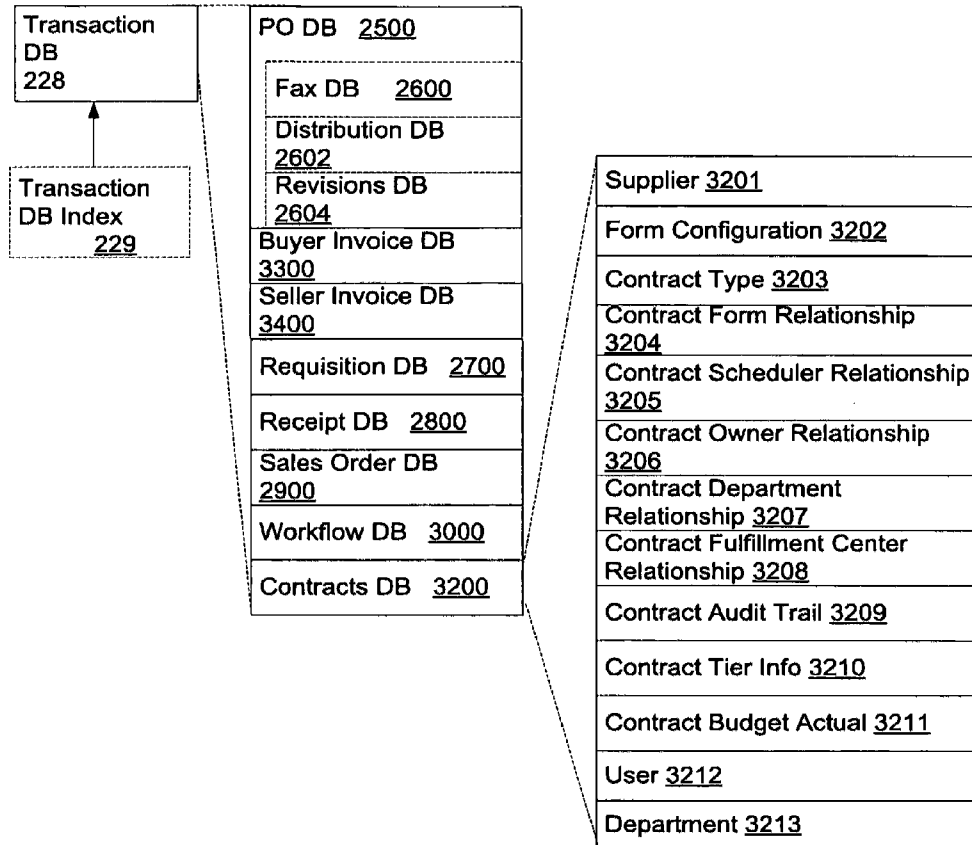 Transaction
DB
228
Transaction
DB Index
229
PO DB 2500
Fax DB 2600
Distribution DB
2602
Revisions DB
2604
Buyer Invoice DB
3300
Seller Invoice DB
3400
Requisition DB 2700
Receipt DB 2800
Sales Order DB
2900
Workflow DB 3000
Contracts DB 3200
Supplier 3201
Form Configuration 3202
Contract Type 3203
Contract Form Relationship
3204
Contract Scheduler Relationship
3205
Contract Owner Relationship
3206
Contract Department
Relationship 3207
Contract Fulfillment Center
Relationship 3208
Contract Audit Trail 3209
Contract Tier Info 3210
Contract Budget Actual 3211
User 3212
Department 3213